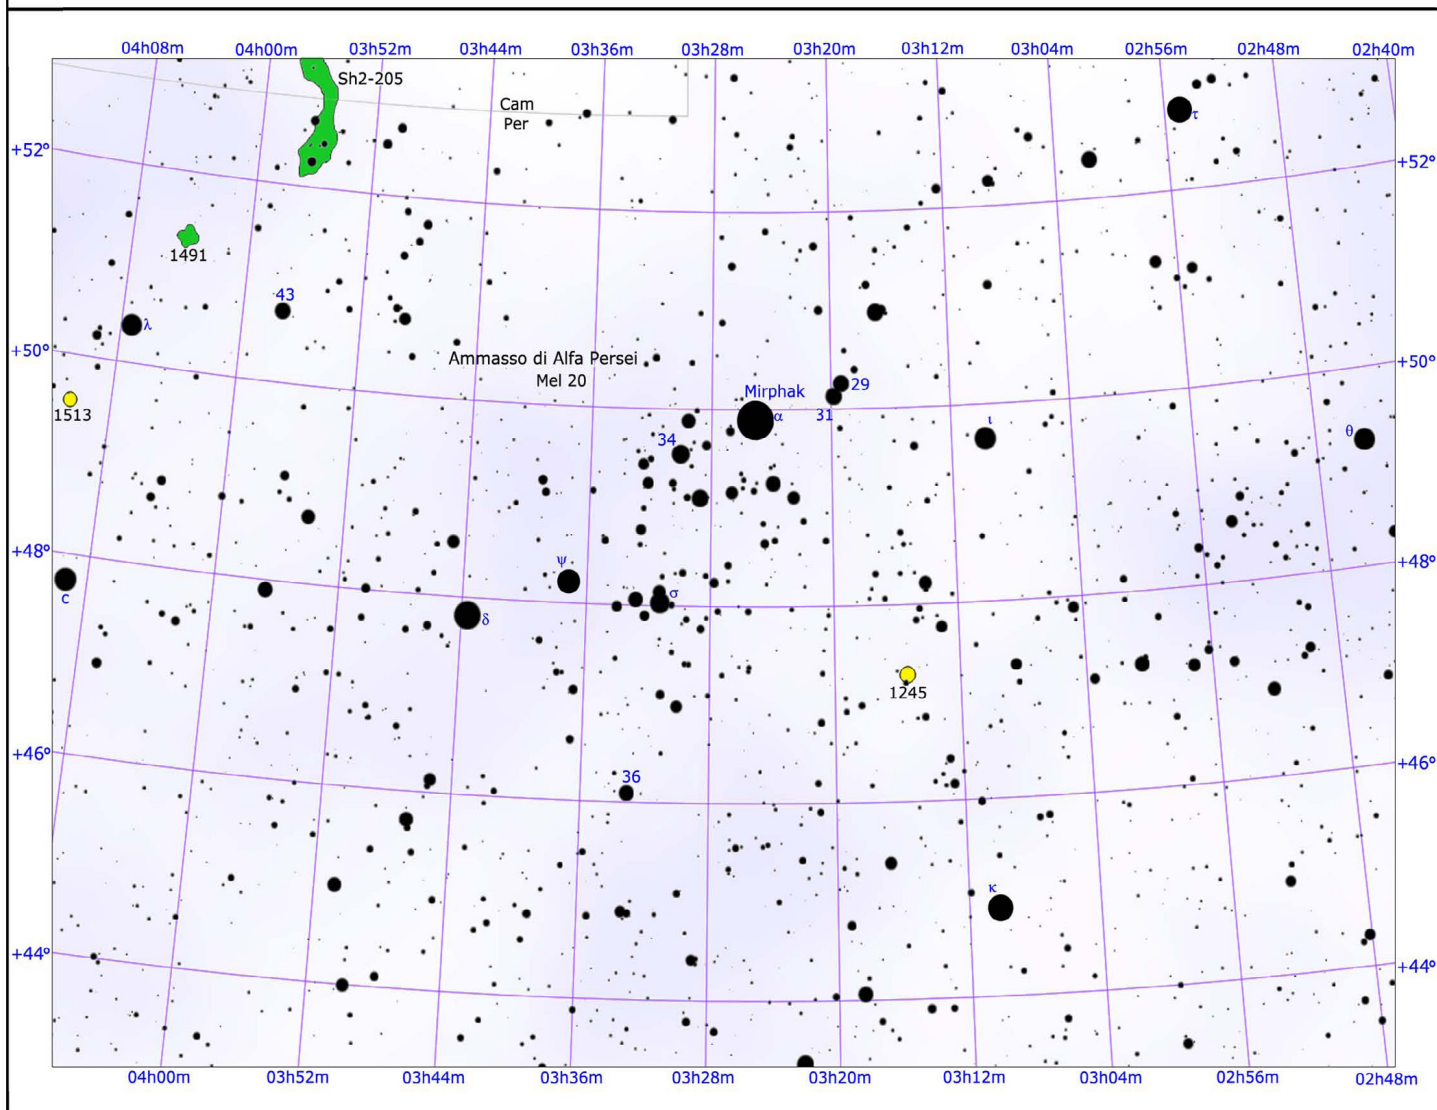 04h08m 04h00m 03h52m 03h44m 03h36m 03h28m 03h20m 03h12m 03h04m 02h56m 02h48m 02h40m
Sh2-205
Cam
Per
τ
+52° +52°
1491
43
λ
+50° +50°
Ammasso di Alfa Persei
Mel 20
Mirphak
29
1513 α 31 ι θ
34
+48° +48°
ψ
c σ
δ
1245
+46° +46°
36
κ
+44° +44°
04h00m 03h52m 03h44m 03h36m 03h28m 03h20m 03h12m 03h04m 02h56m 02h48m